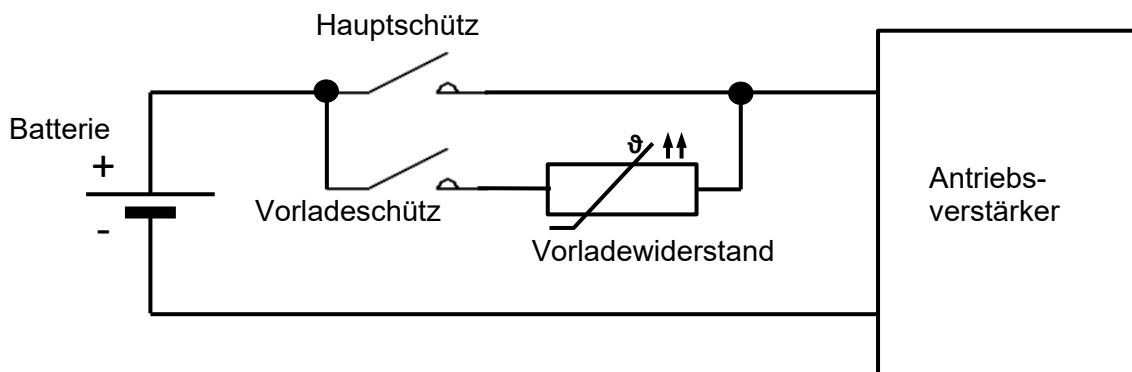 Hauptschütz
Batterie
+
-
Vorladeschütz
ϑ
Vorladewiderstand
Antriebs-
verstärker